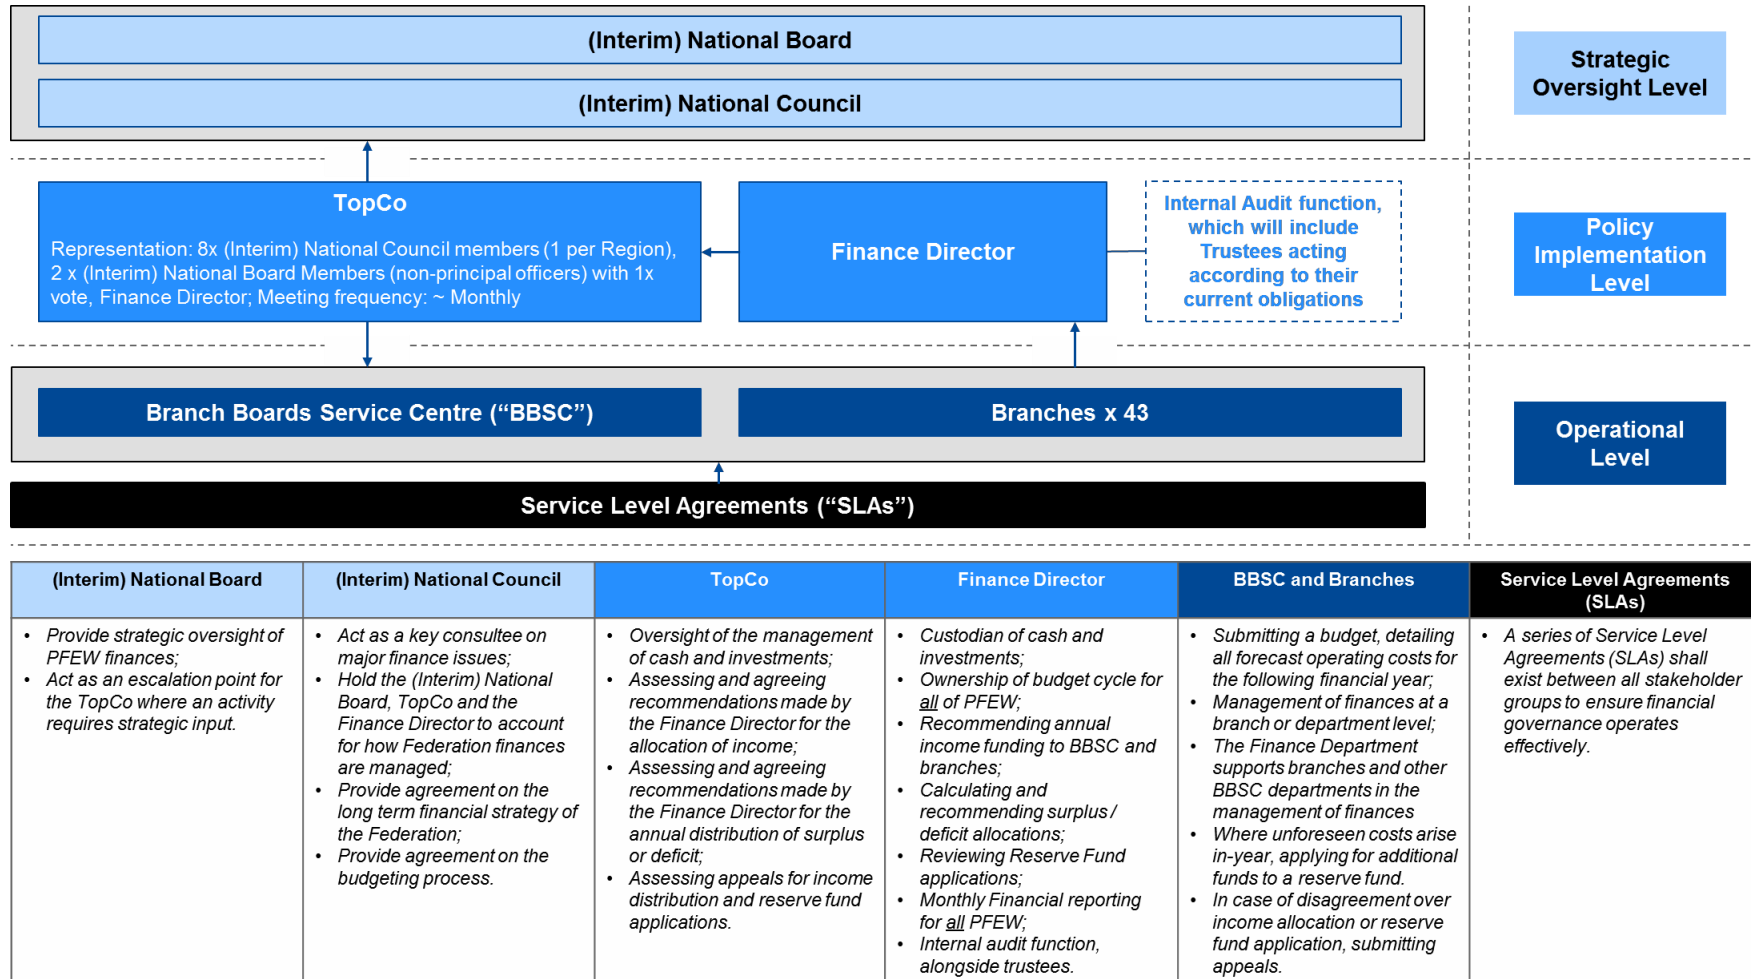 (Interim) National Board
(Interim) National Council
Strategic
Oversight Level
TopCo
Representation: 8x (Interim) National Council members (1 per Region),
2 x (Interim) National Board Members (non-principal officers) with 1x
vote, Finance Director; Meeting frequency: ~ Monthly
Finance Director
Internal Audit function,
which will include
Trustees acting
according to their
current obligations
Policy
Implementation
Level
Branch Boards Service Centre (“BBSC”)
Branches x 43
Operational
Level
Service Level Agreements (“SLAs”)
(Interim) National Board
• Provide strategic oversight of
PFEW finances;
• Act as an escalation point for
the TopCo where an activity
requires strategic input.
(Interim) National Council
• Act as a key consultee on
major finance issues;
• Hold the (Interim) National
Board, TopCo and the
Finance Director to account
for how Federation finances
are managed;
• Provide agreement on the
long term financial strategy of
the Federation;
• Provide agreement on the
budgeting process.
TopCo
• Oversight of the management
of cash and investments;
• Assessing and agreeing
recommendations made by
the Finance Director for the
allocation of income;
• Assessing and agreeing
recommendations made by
the Finance Director for the
annual distribution of surplus
or deficit;
• Assessing appeals for income
distribution and reserve fund
applications.
Finance Director
• Custodian of cash and
investments;
• Ownership of budget cycle for
all of PFEW;
• Recommending annual
income funding to BBSC and
branches;
• Calculating and
recommending surplus /
deficit allocations;
• Reviewing Reserve Fund
applications;
• Monthly Financial reporting
for all PFEW;
• Internal audit function,
alongside trustees.
BBSC and Branches
• Submitting a budget, detailing
all forecast operating costs for
the following financial year;
• Management of finances at a
branch or department level;
• The Finance Department
supports branches and other
BBSC departments in the
management of finances
• Where unforeseen costs arise
in-year, applying for additional
funds to a reserve fund.
• In case of disagreement over
income allocation or reserve
fund application, submitting
appeals.
Service Level Agreements
(SLAs)
• A series of Service Level
Agreements (SLAs) shall
exist between all stakeholder
groups to ensure financial
governance operates
effectively.